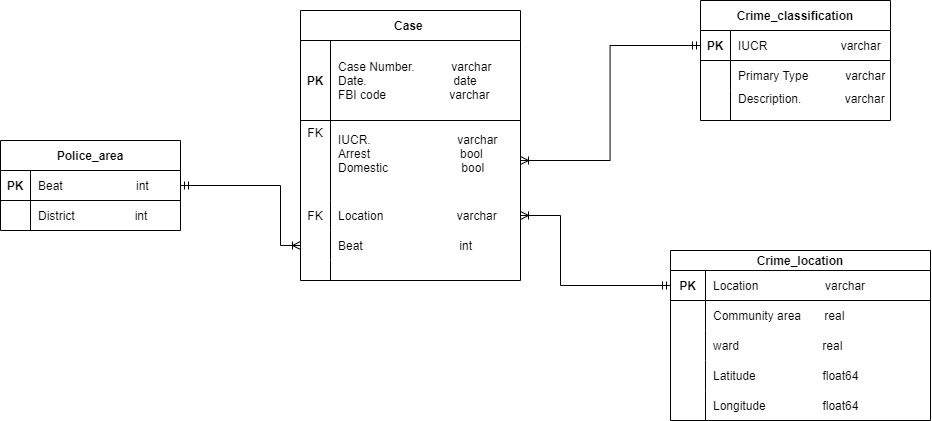 Case
PK
Case Number. varchar
Date. date
FBI code varchar
FK
IUCR. varchar
Arrest bool
Domestic bool
FK Location varchar
Beat int
Crime_classification
PK IUCR varchar
Primary Type varchar
Description. varchar
Police_area
PK Beat int
District int
Crime_location
PK Location varchar
Community area real
ward real
Latitude float64
Longitude float64